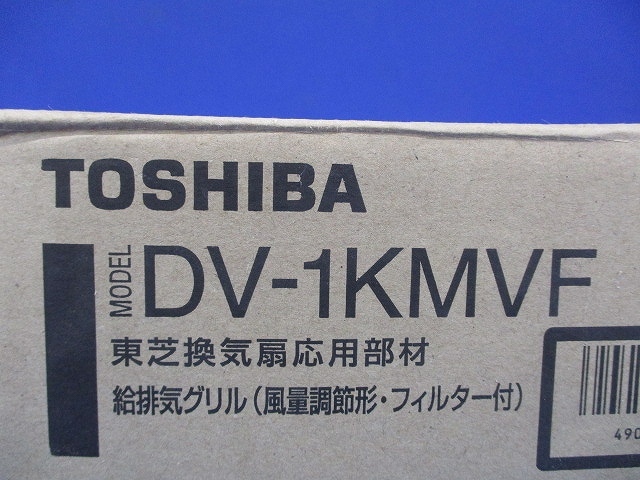 TOSHIBA
MODEL DV-1KMVF
東芝換気扇応用部材
給排気グリル(風量調節形・フィルター付)
490